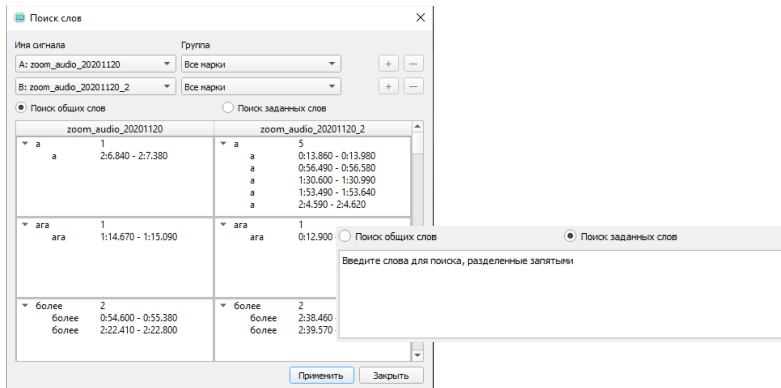 Поиск слов
Имя сигнала Группа
A: zoom_audio_20201120 Все марки + −
B: zoom_audio_20201120_2 Все марки + −
Поиск общих слов Поиск заданных слов
zoom_audio_20201120 zoom_audio_20201120_2
а 1 а 5
а 2:6.840 - 2:7.380 а 0:13.860 - 0:13.980
а 0:56.490 - 0:56.580
а 1:30.600 - 1:30.990
а 1:53.490 - 1:53.640
а 2:4.590 - 2:4.620
ага 1 ага 1
ага 1:14.670 - 1:15.090 ага 0:12.900
Поиск общих слов Поиск заданных слов
Введите слова для поиска, разделенные запятыми
более 2 более 2
более 0:54.600 - 0:55.380 более 2:38.460
более 2:22.410 - 2:22.800 более 2:39.570
Применить Закрыть